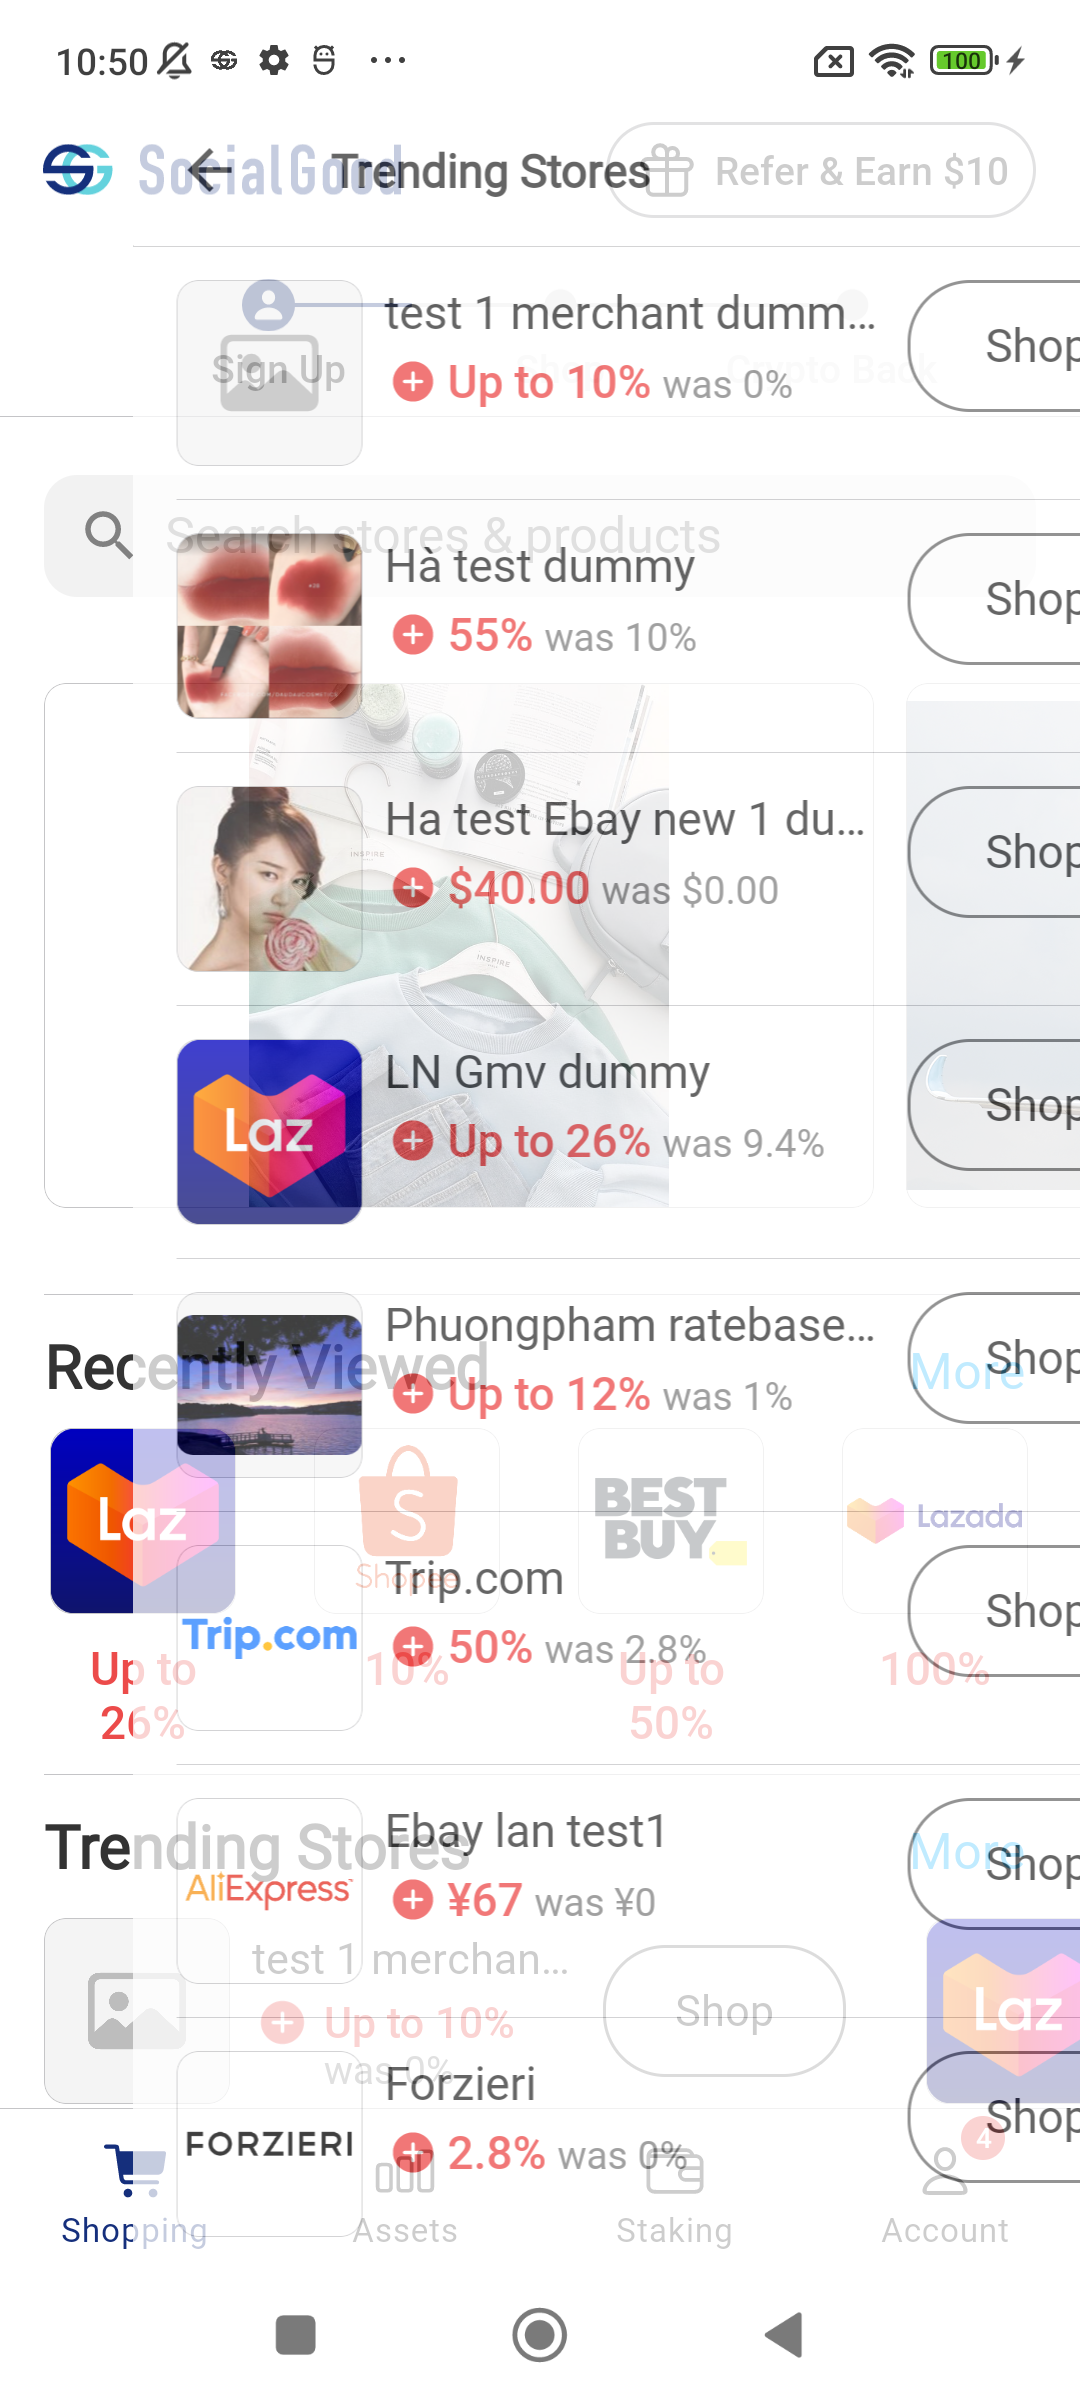 10:50
100
SocialGood
Trending Stores
Refer & Earn $10
test 1 merchant dumm...
Sign Up
Shop
Crypto Back
Up to 10% was 0%
Shop
Search stores & products
Hà test dummy
55% was 10%
Shop
Ha test Ebay new 1 du...
INSPIRE
$40.00 was $0.00
Shop
INSPIRE
LN Gmv dummy
Laz
Up to 26% was 9.4%
Shop
Phuongpham ratebase...
Recently Viewed
More
Up to 12% was 1%
Shop
Laz
Shopee
BEST
BUY
Lazada
Trip.com
Trip.com
50% was 2.8%
Shop
Up to
26%
10%
Up to
50%
100%
Ebay lan test1
Trending Stores
More
AliExpress
¥67 was ¥0
Shop
test 1 merchan...
Up to 10%
was 0%
Shop
Laz
Forzieri
FORZIERI
2.8% was 0%
Shop
4
Shopping
Assets
Staking
Account